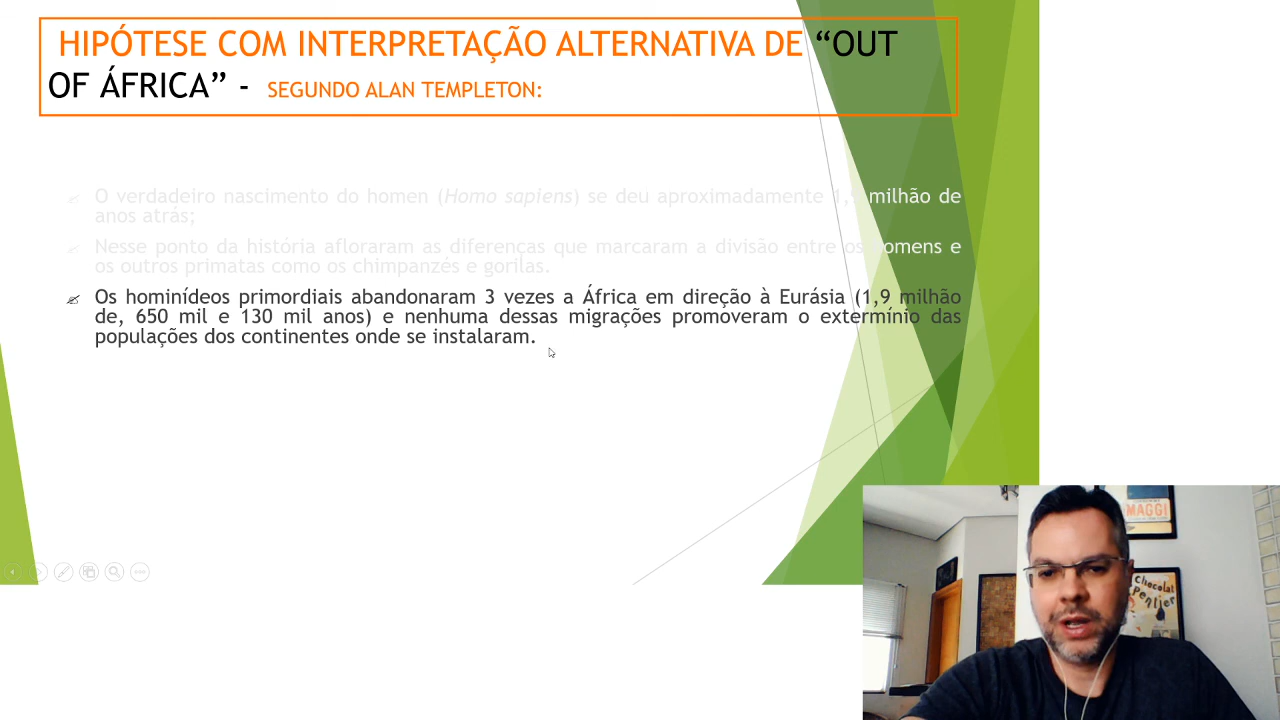 HIPÓTESE COM INTERPRETAÇÃO ALTERNATIVA DE “OUT
OF ÁFRICA” - SEGUNDO ALAN TEMPLETON:
O verdadeiro nascimento do homen (Homo sapiens) se deu aproximadamente 1,9 milhão de
anos atrás;
Nesse ponto da história afloraram as diferenças que marcaram a divisão entre os homens e
os outros primatas como os chimpanzés e gorilas.
Os hominídeos primordiais abandonaram 3 vezes a África em direção à Eurásia (1,9 milhão
de, 650 mil e 130 mil anos) e nenhuma dessas migrações promoveram o extermínio das
populações dos continentes onde se instalaram.
MAGGI
Chocolat